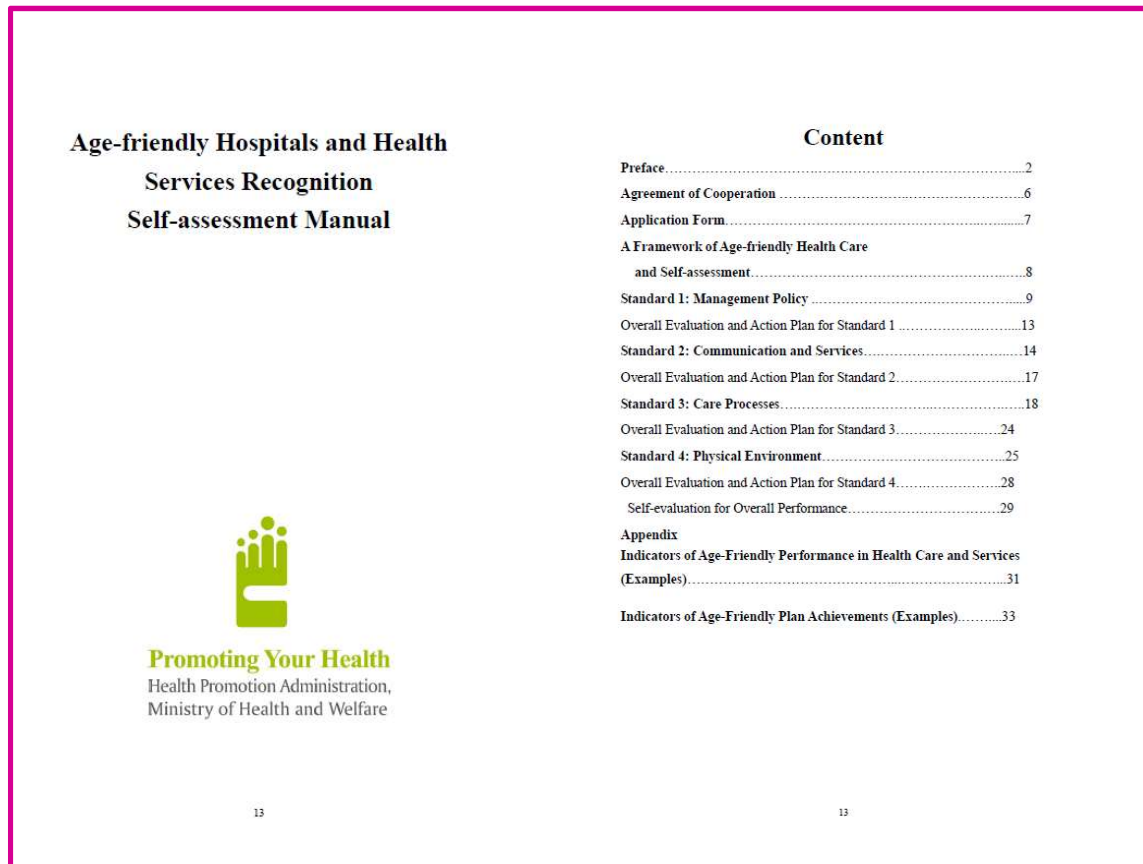 Age-friendly Hospitals and Health
Services Recognition
Self-assessment Manual
Promoting Your Health
Health Promotion Administration,
Ministry of Health and Welfare
13
Content
Preface……………………………………………………………………....2
Agreement of Cooperation ……………………………………………….6
Application Form……………………………………………………........7
A Framework of Age-friendly Health Care
and Self-assessment……………………………………………………..8
Standard 1: Management Policy ……………………………………….....9
Overall Evaluation and Action Plan for Standard 1 ……………………....13
Standard 2: Communication and Services………………………………..14
Overall Evaluation and Action Plan for Standard 2……………………….17
Standard 3: Care Processes……………………………………………….18
Overall Evaluation and Action Plan for Standard 3…………………..24
Standard 4: Physical Environment…………………………………..25
Overall Evaluation and Action Plan for Standard 4…………………..28
Self-evaluation for Overall Performance…………………………….29
Appendix
Indicators of Age-Friendly Performance in Health Care and Services
(Examples)……………………………………………………………...31
Indicators of Age-Friendly Plan Achievements (Examples)……....33
13